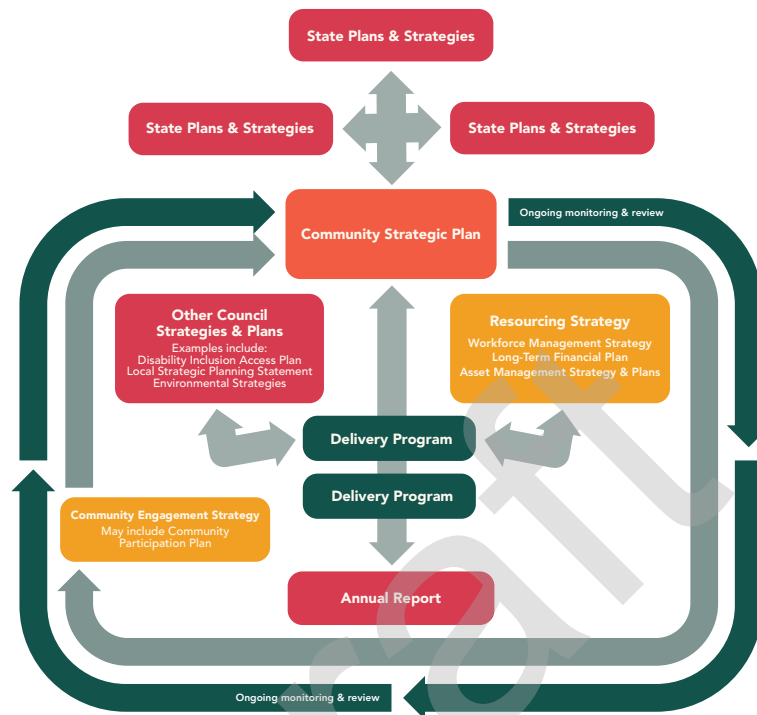 State Plans & Strategies
State Plans & Strategies
State Plans & Strategies
Community Strategic Plan
Ongoing monitoring & review
Other Council
Strategies & Plans
Examples include:
Disability Inclusion Access Plan
Local Strategic Planning Statement
Environmental Strategies
Resourcing Strategy
Workforce Management Strategy
Long-Term Financial Plan
Asset Management Strategy & Plans
Delivery Program
Delivery Program
Community Engagement Strategy
May include Community
Participation Plan
Annual Report
Ongoing monitoring & review
raft